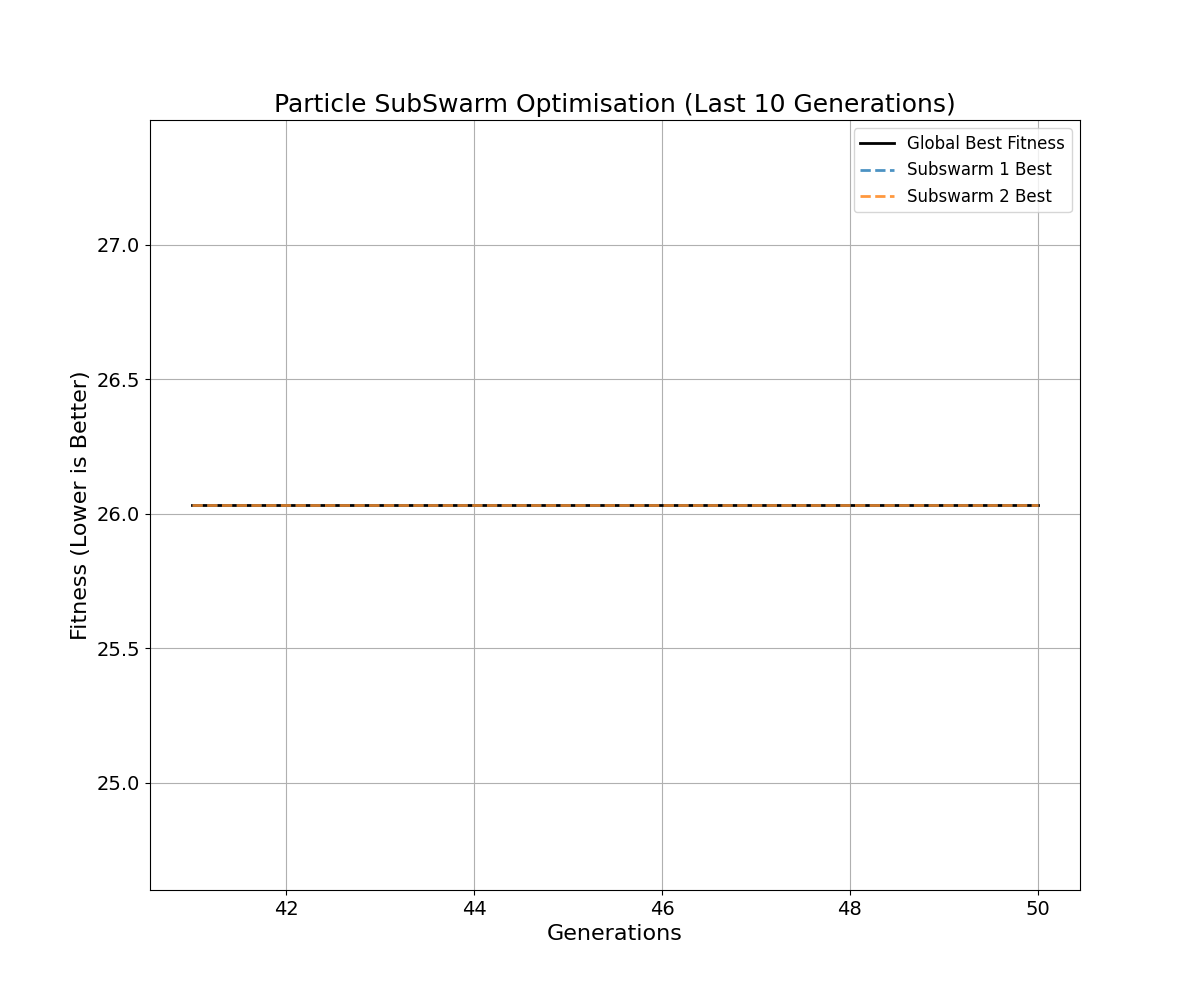 Particle SubSwarm Optimisation (Last 10 Generations)
Global Best Fitness
Subswarm 1 Best
Subswarm 2 Best
Fitness (Lower is Better)
27.0
26.5
26.0
25.5
25.0
42 44 46 48 50
Generations